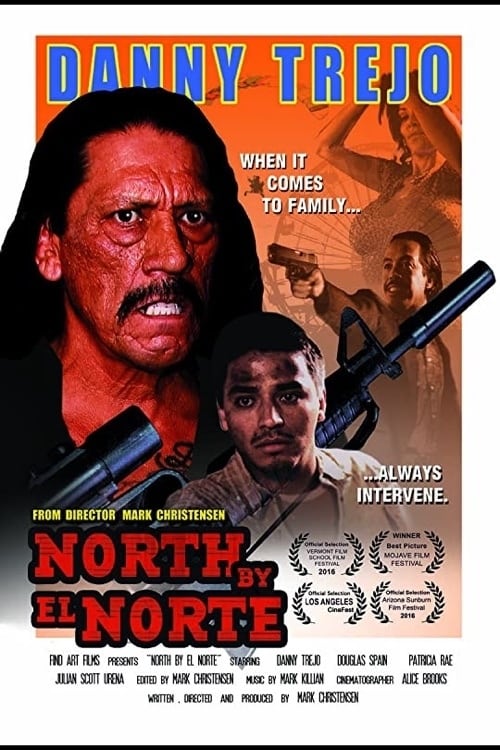 DANNY TREJO
WHEN IT
COMES
TO FAMILY...
...ALWAYS
INTERVENE.
FROM DIRECTOR MARK CHRISTENSEN
NORTH
BY
EL NORTE
Official Selection
VERMONT FILM
SCHOOL FILM
FESTIVAL
2016
WINNER
Best Picture
MOJAVE FILM
FESTIVAL
Official Selection
LOS ANGELES
CineFest
Official Selection
Arizona Sunburn
Film Festival
2016
FIND ART FILMS PRESENTS "NORTH BY EL NORTE" STARRING DANNY TREJO DOUGLAS SPAIN PATRICIA RAE
JULIAN SCOTT URENA EDITED BY MARK CHRISTENSEN MUSIC BY MARK KILLIAN CINEMATOGRAPHER ALICE BROOKS
WRITTEN, DIRECTED AND PRODUCED BY MARK CHRISTENSEN